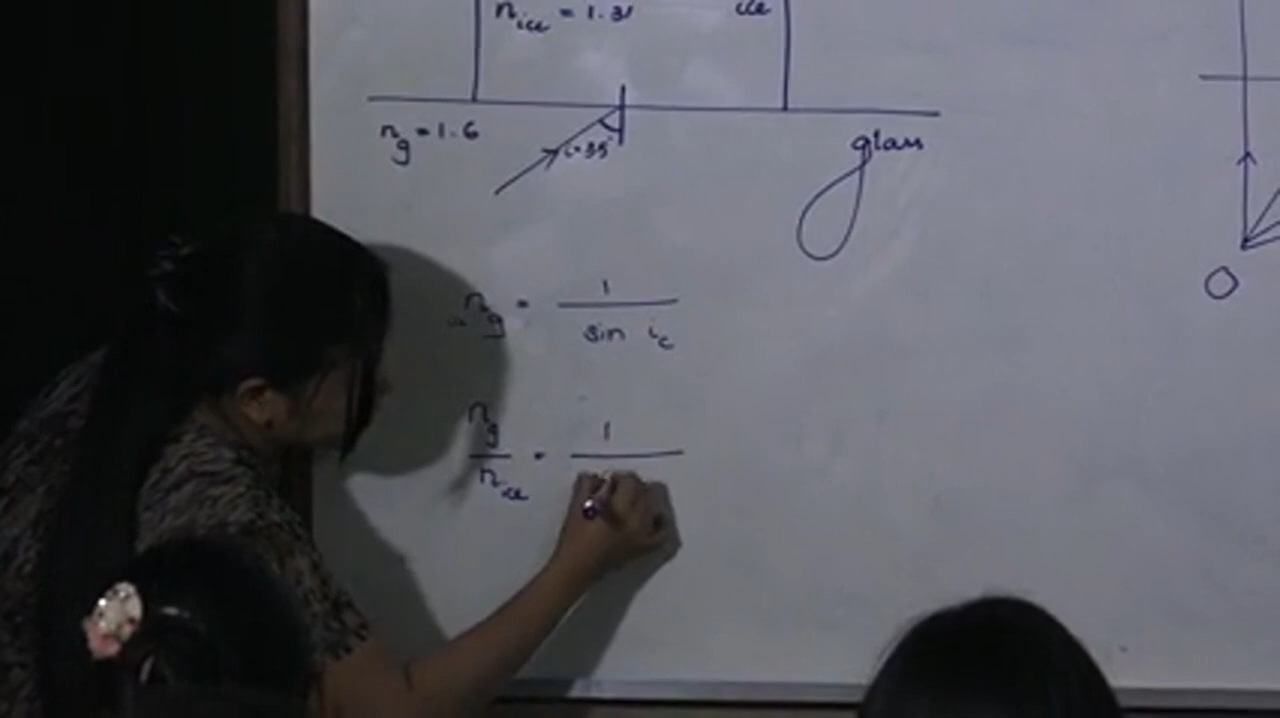 n_ice = 1.31 ice
n_g = 1.6
i = 35°
glass
n_g = 1 / sin i_c
n_g / n_ice = 1
O